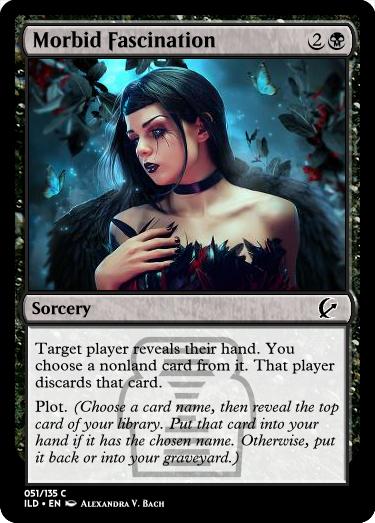 Morbid Fascination 2
Sorcery
Target player reveals their hand. You
choose a nonland card from it. That player
discards that card.
Plot. (Choose a card name, then reveal the top
card of your library. Put that card into your
hand if it has the chosen name. Otherwise, put
it back or into your graveyard.)
051/135 C
ILD • EN Alexandra V. Bach